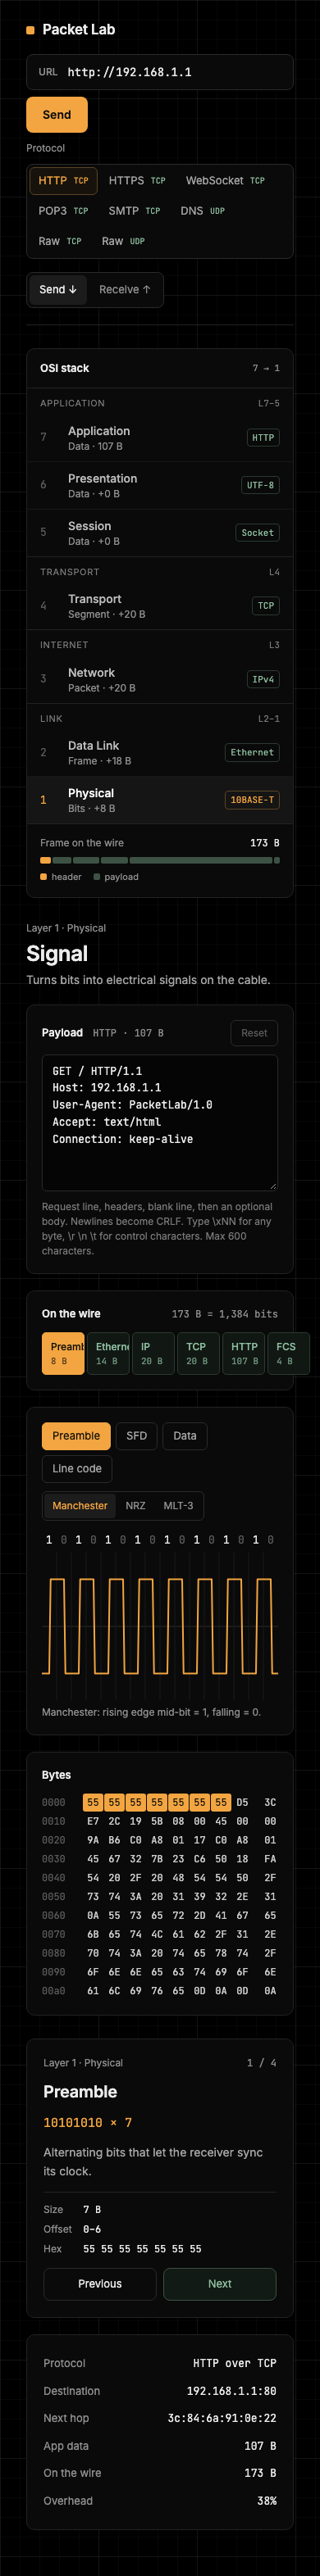 Packet Lab
URL http://192.168.1.1
Send
Protocol
HTTP TCP HTTPS TCP WebSocket TCP
POP3 TCP SMTP TCP DNS UDP
Raw TCP Raw UDP
Send ↓ Receive ↑
OSI stack 7 → 1
APPLICATION L7–5
7 Application HTTP
Data · 107 B
6 Presentation UTF-8
Data · +0 B
5 Session Socket
Data · +0 B
TRANSPORT L4
4 Transport TCP
Segment · +20 B
INTERNET L3
3 Network IPv4
Packet · +20 B
LINK L2–1
2 Data Link Ethernet
Frame · +18 B
1 Physical 10BASE-T
Bits · +8 B
Frame on the wire 173 B
header payload
Layer 1 · Physical
Signal
Turns bits into electrical signals on the cable.
Payload HTTP · 107 B Reset
GET / HTTP/1.1
Host: 192.168.1.1
User-Agent: PacketLab/1.0
Accept: text/html
Connection: keep-alive
Request line, headers, blank line, then an optional
body. Newlines become CRLF. Type \xNN for any
byte, \r \n \t for control characters. Max 600
characters.
On the wire 173 B = 1,384 bits
Preamb Etherne IP TCP HTTP FCS
8 B 14 B 20 B 20 B 107 B 4 B
Preamble SFD Data
Line code
Manchester NRZ MLT-3
1 0 1 0 1 0 1 0 1 0 1 0 1 0 1 0
Manchester: rising edge mid-bit = 1, falling = 0.
Bytes
0000 55 55 55 55 55 55 55 D5 3C
0010 E7 2C 19 5B 08 00 45 00 00
0020 9A B6 C0 A8 01 17 C0 A8 01
0030 45 67 32 7B 23 C6 50 18 FA
0040 54 20 2F 20 48 54 54 50 2F
0050 73 74 3A 20 31 39 32 2E 31
0060 0A 55 73 65 72 2D 41 67 65
0070 6B 65 74 4C 61 62 2F 31 2E
0080 70 74 3A 20 74 65 78 74 2F
0090 6F 6E 6E 65 63 74 69 6F 6E
00a0 61 6C 69 76 65 0D 0A 0D 0A
Layer 1 · Physical 1 / 4
Preamble
10101010 × 7
Alternating bits that let the receiver sync
its clock.
Size 7 B
Offset 0–6
Hex 55 55 55 55 55 55 55
Previous Next
Protocol HTTP over TCP
Destination 192.168.1.1:80
Next hop 3c:84:6a:91:0e:22
App data 107 B
On the wire 173 B
Overhead 38%